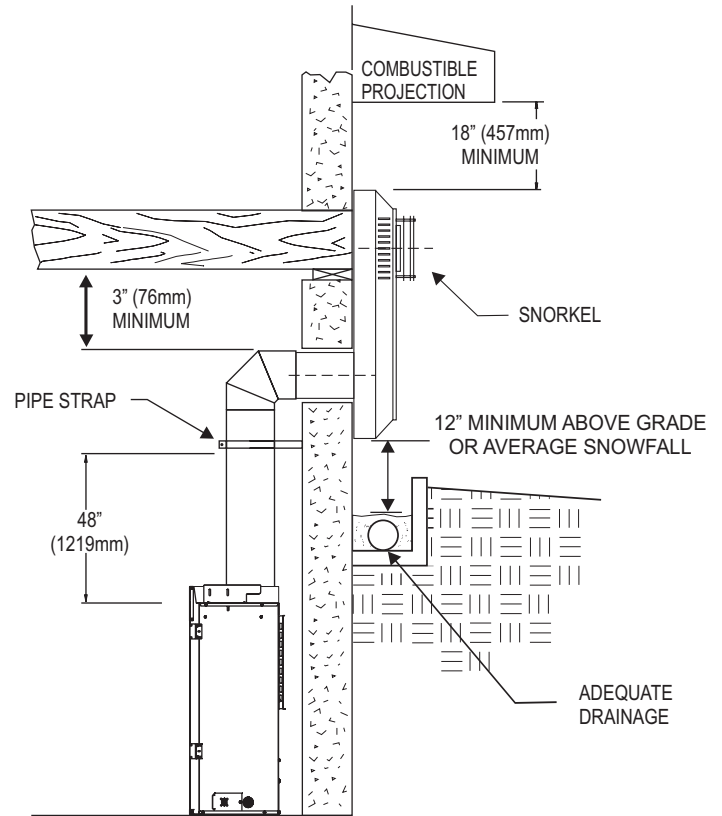 COMBUSTIBLE
PROJECTION
18” (457mm)
MINIMUM
3” (76mm)
MINIMUM
SNORKEL
PIPE STRAP
12” MINIMUM ABOVE GRADE
OR AVERAGE SNOWFALL
48”
(1219mm)
ADEQUATE
DRAINAGE